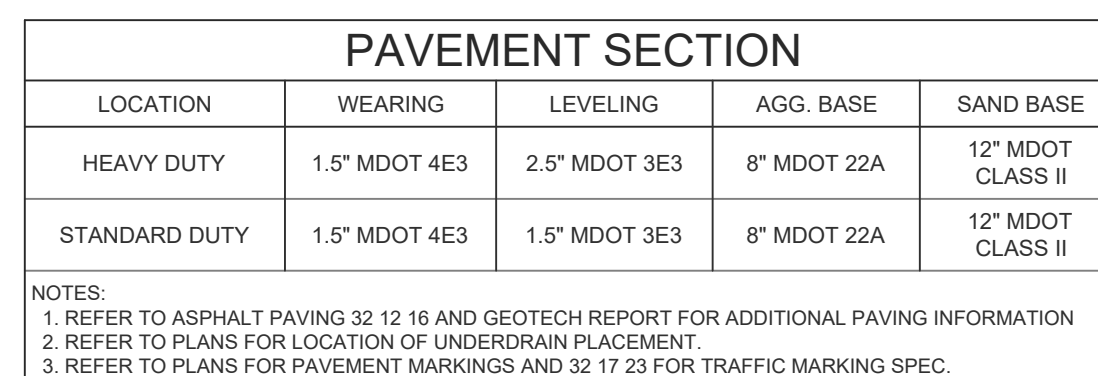 PAVEMENT SECTION
LOCATION WEARING LEVELING AGG. BASE SAND BASE
HEAVY DUTY 1.5" MDOT 4E3 2.5" MDOT 3E3 8" MDOT 22A 12" MDOT CLASS II
STANDARD DUTY 1.5" MDOT 4E3 1.5" MDOT 3E3 8" MDOT 22A 12" MDOT CLASS II
NOTES:
1. REFER TO ASPHALT PAVING 32 12 16 AND GEOTECH REPORT FOR ADDITIONAL PAVING INFORMATION
2. REFER TO PLANS FOR LOCATION OF UNDERDRAIN PLACEMENT.
3. REFER TO PLANS FOR PAVEMENT MARKINGS AND 32 17 23 FOR TRAFFIC MARKING SPEC.